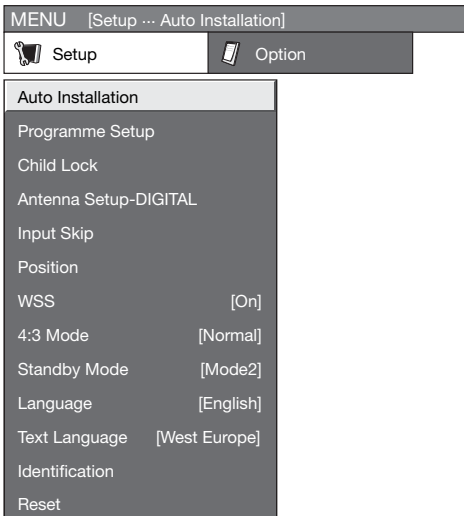 MENU [Setup ··· Auto Installation]
Setup Option
Auto Installation
Programme Setup
Child Lock
Antenna Setup-DIGITAL
Input Skip
Position
WSS [On]
4:3 Mode [Normal]
Standby Mode [Mode2]
Language [English]
Text Language [West Europe]
Identification
Reset